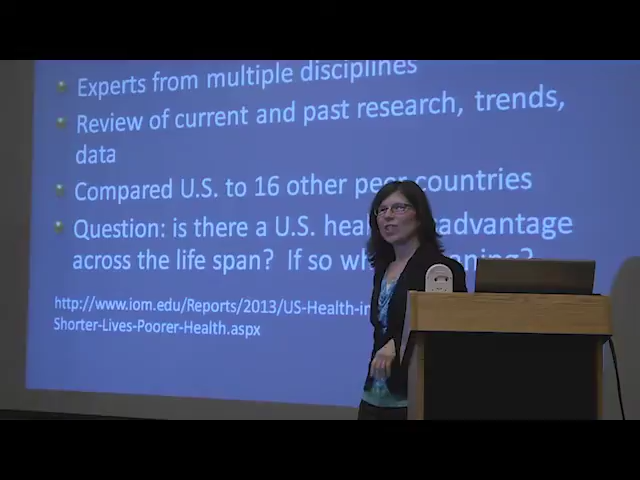 Experts from multiple disciplines
Review of current and past research, trends,
data
Compared U.S. to 16 other peer countries
Question: is there a U.S. health disadvantage
across the life span? If so
http://www.iom.edu/Reports/2013/US-Health-in
Shorter-Lives-Poorer-Health.aspx